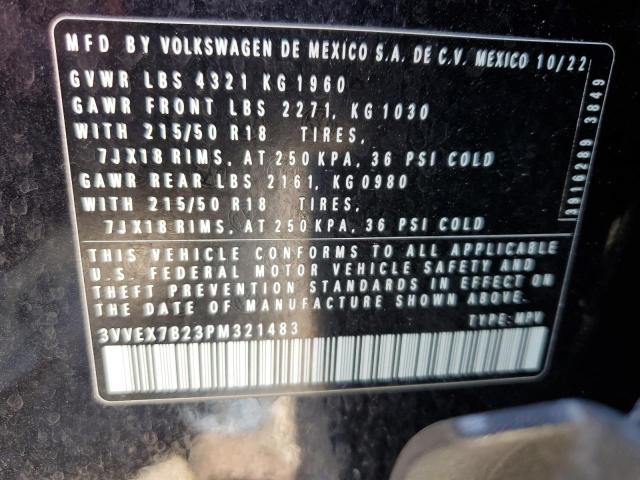 MFD BY VOLKSWAGEN DE MEXICO S.A. DE C.V. MEXICO 10/22
GVWR LBS 4321 KG 1960
GAWR FRONT LBS 2271, KG 1030
WITH 215/50 R18 TIRES,
7JX18 RIMS, AT 250 KPA, 36 PSI COLD
GAWR REAR LBS 2161, KG 0980
WITH 215/50 R18 TIRES,
7JX18 RIMS, AT 250 KPA, 36 PSI COLD
THIS VEHICLE CONFORMS TO ALL APPLICABLE
U.S. FEDERAL MOTOR VEHICLE SAFETY AND
THEFT PREVENTION STANDARDS IN EFFECT ON
THE DATE OF MANUFACTURE SHOWN ABOVE.
3VVEX7B23PM321483 TYPE: MPV
3916289 3849